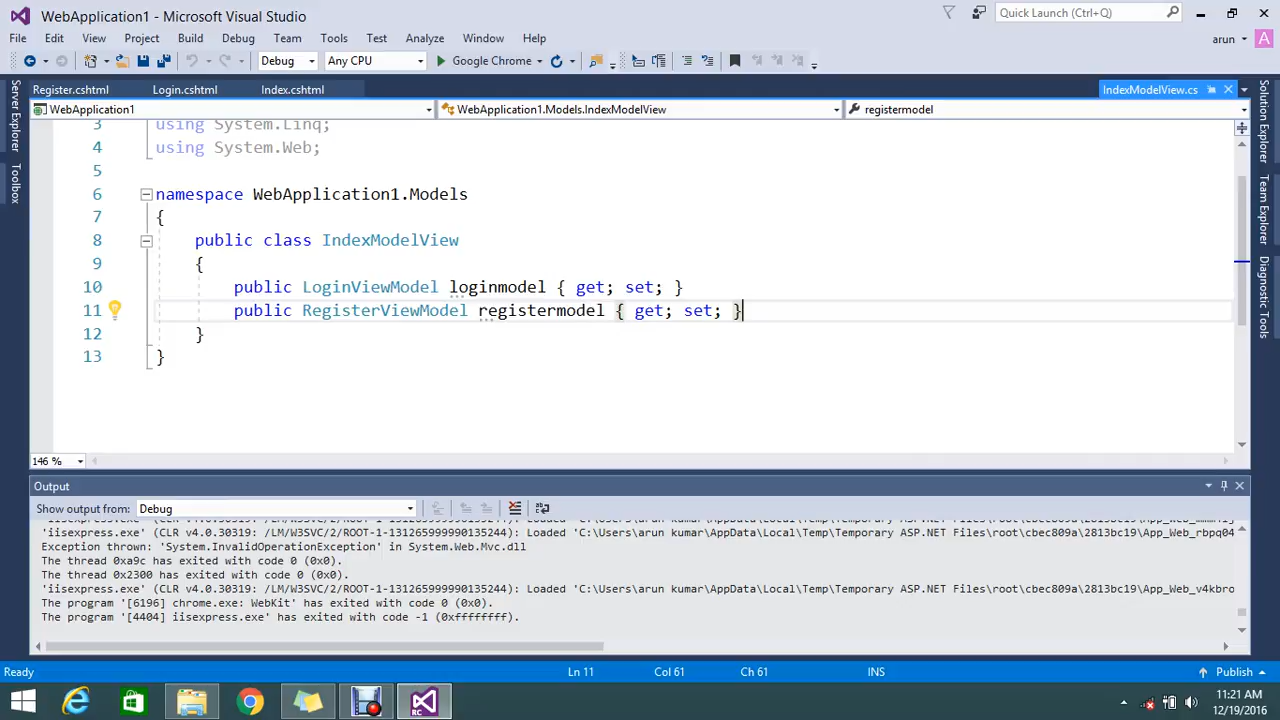 WebApplication1 - Microsoft Visual Studio
Quick Launch (Ctrl+Q)
File Edit View Project Build Debug Team Tools Test Analyze Window Help
arun A
Debug Any CPU Google Chrome
Register.cshtml Login.cshtml Index.cshtml IndexModelView.cs
WebApplication1 WebApplication1.Models.IndexModelView registermodel
Server Explorer
Toolbox
Solution Explorer
Team Explorer
Diagnostic Tools
3 using System.Linq;
4 using System.Web;
5
6 namespace WebApplication1.Models
7 {
8 public class IndexModelView
9 {
10 public LoginViewModel loginmodel { get; set; }
11 public RegisterViewModel registermodel { get; set; }
12 }
13 }
146 %
Output
Show output from: Debug
'iisexpress.exe' (CLR v4.0.30319: /LM/W3SVC/2/ROOT-1-131265999990135244): Loaded 'C:\Users\arun kumar\AppData\Local\Temp\Temporary ASP.NET Files\root\cbec809a\2813bc19\App_Web_rbpq04
Exception thrown: 'System.InvalidOperationException' in System.Web.Mvc.dll
The thread 0xa9c has exited with code 0 (0x0).
The thread 0x2300 has exited with code 0 (0x0).
'iisexpress.exe' (CLR v4.0.30319: /LM/W3SVC/2/ROOT-1-131265999990135244): Loaded 'C:\Users\arun kumar\AppData\Local\Temp\Temporary ASP.NET Files\root\cbec809a\2813bc19\App_Web_v4kbro
The program '[6196] chrome.exe: WebKit' has exited with code 0 (0x0).
The program '[4404] iisexpress.exe' has exited with code -1 (0xffffffff).
Ready Ln 11 Col 61 Ch 61 INS Publish
RC
11:21 AM
12/19/2016